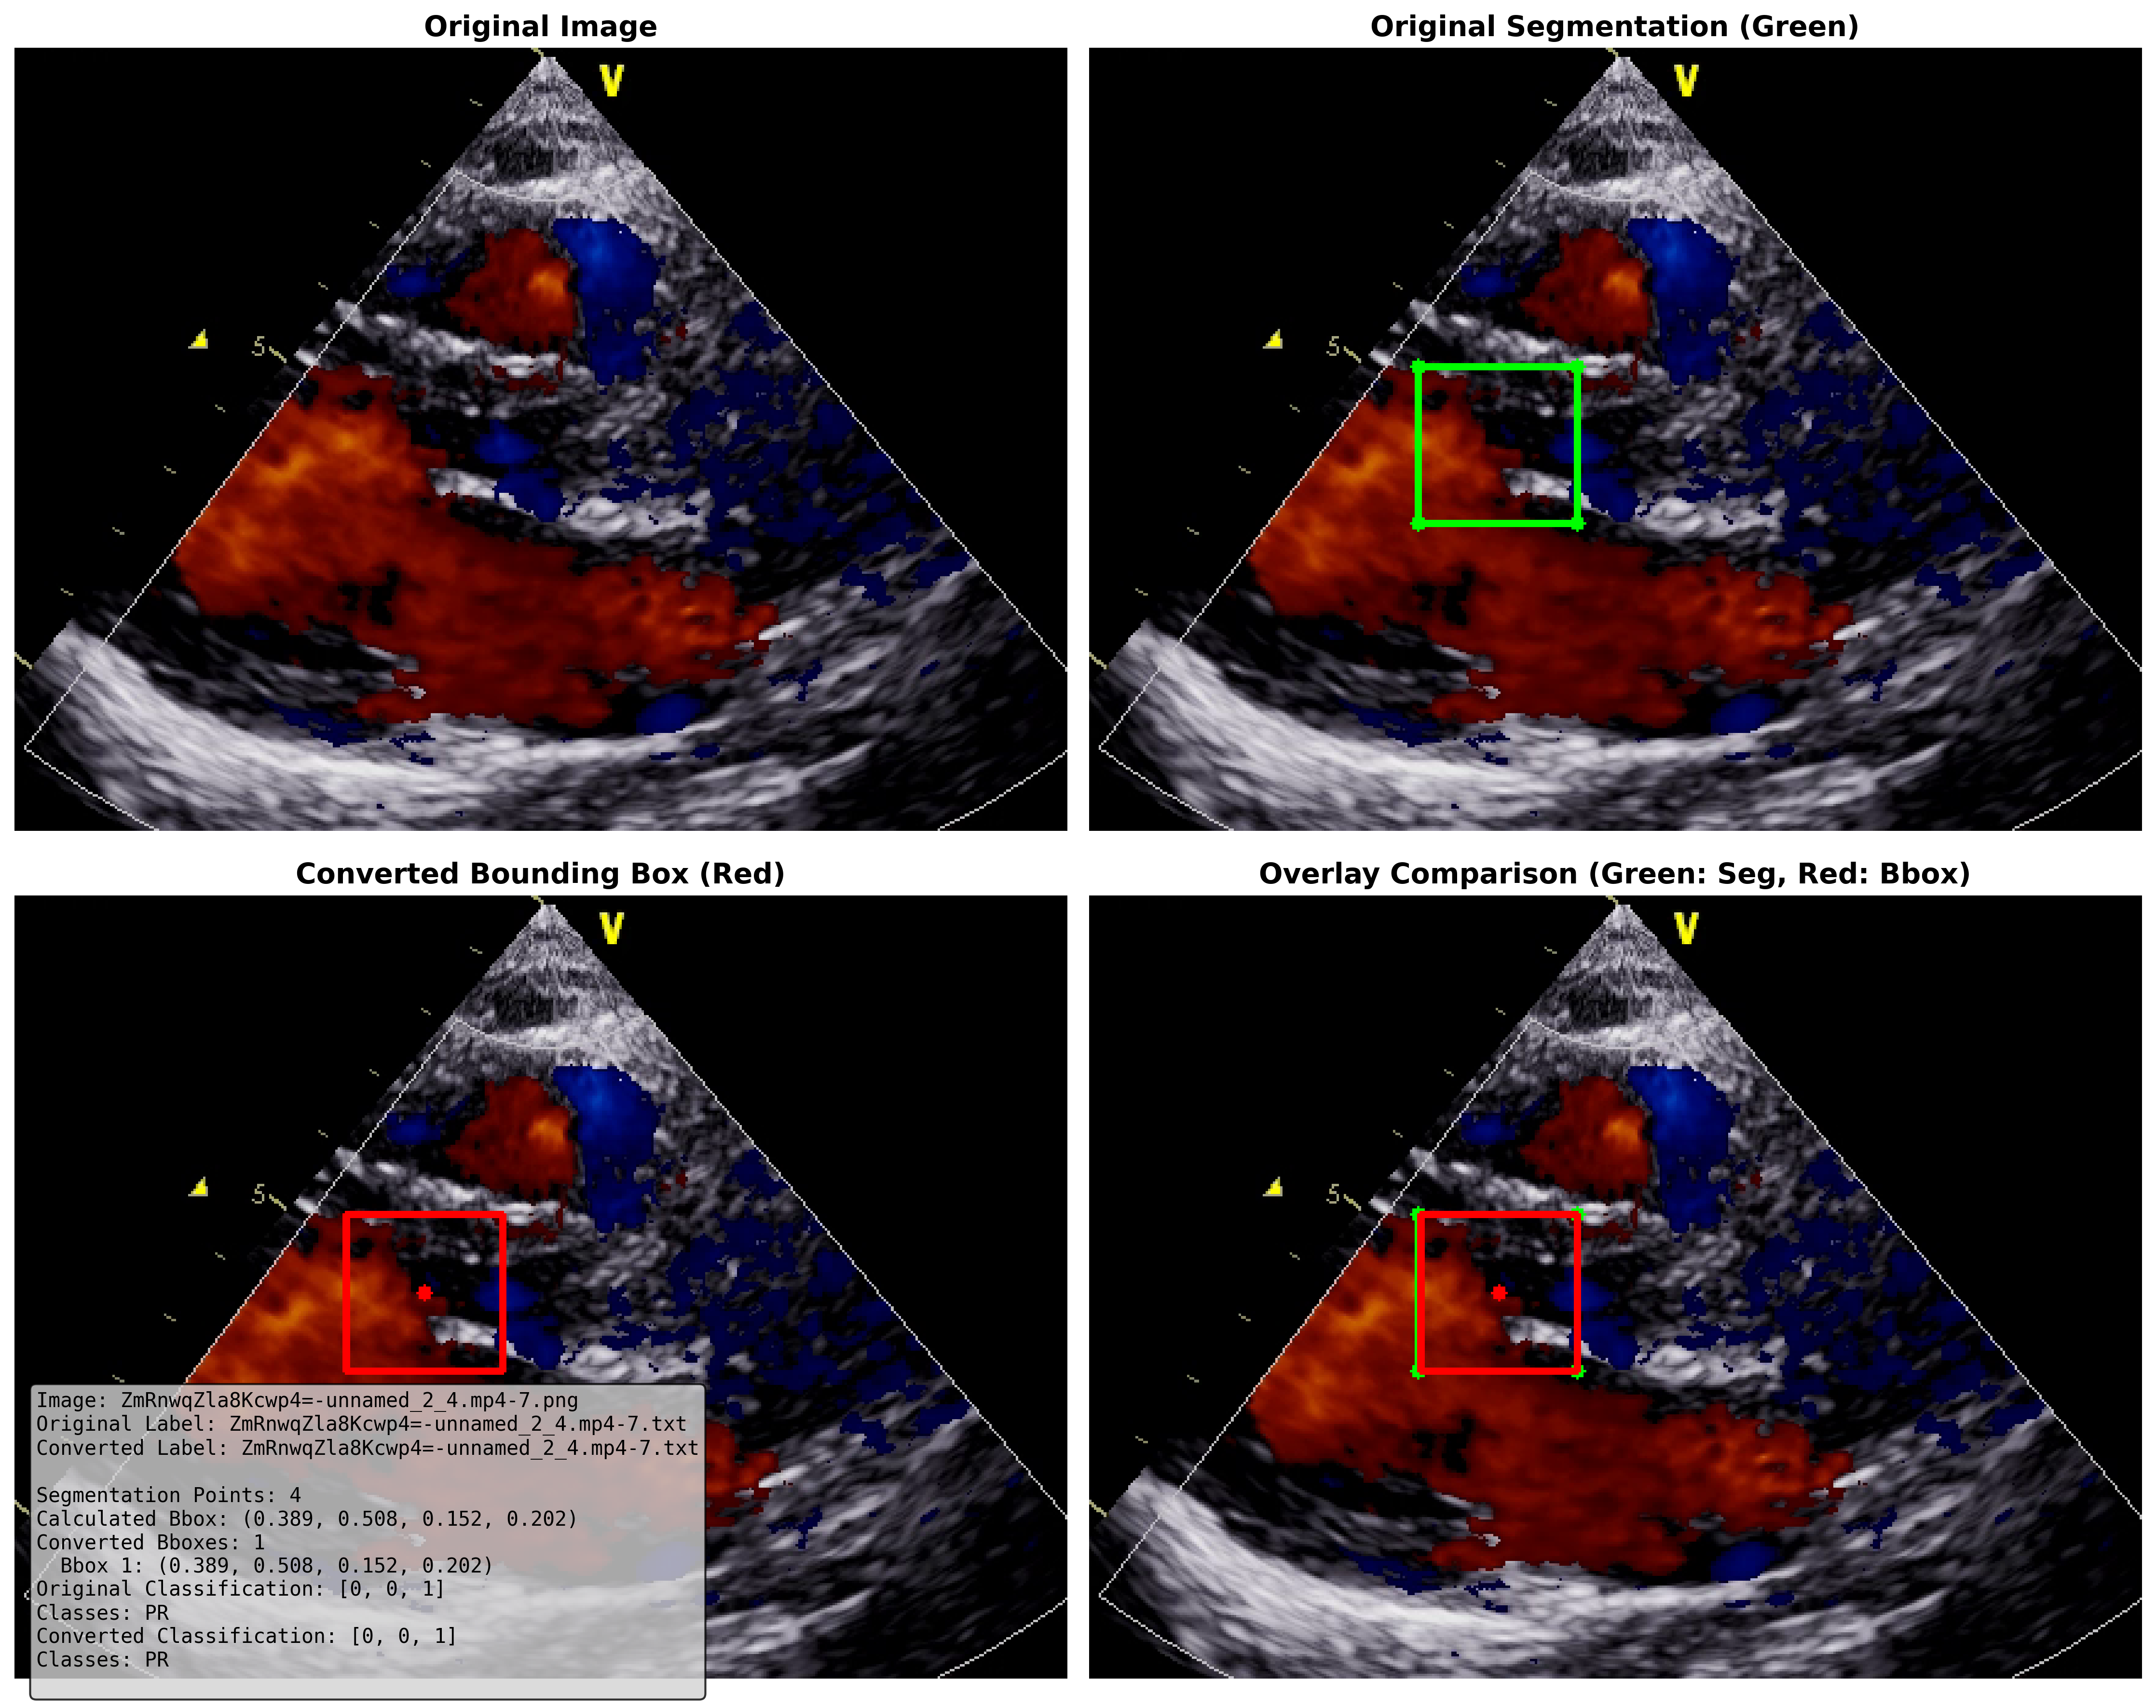 Original Image
Original Segmentation (Green)
V
5
V
5
Converted Bounding Box (Red)
Overlay Comparison (Green: Seg, Red: Bbox)
V
5
V
5
Image: ZmRnwqZla8Kcwp4=-unnamed_2_4.mp4-7.png
Original Label: ZmRnwqZla8Kcwp4=-unnamed_2_4.mp4-7.txt
Converted Label: ZmRnwqZla8Kcwp4=-unnamed_2_4.mp4-7.txt
Segmentation Points: 4
Calculated Bbox: (0.389, 0.508, 0.152, 0.202)
Converted Bboxes: 1
Bbox 1: (0.389, 0.508, 0.152, 0.202)
Original Classification: [0, 0, 1]
Classes: PR
Converted Classification: [0, 0, 1]
Classes: PR